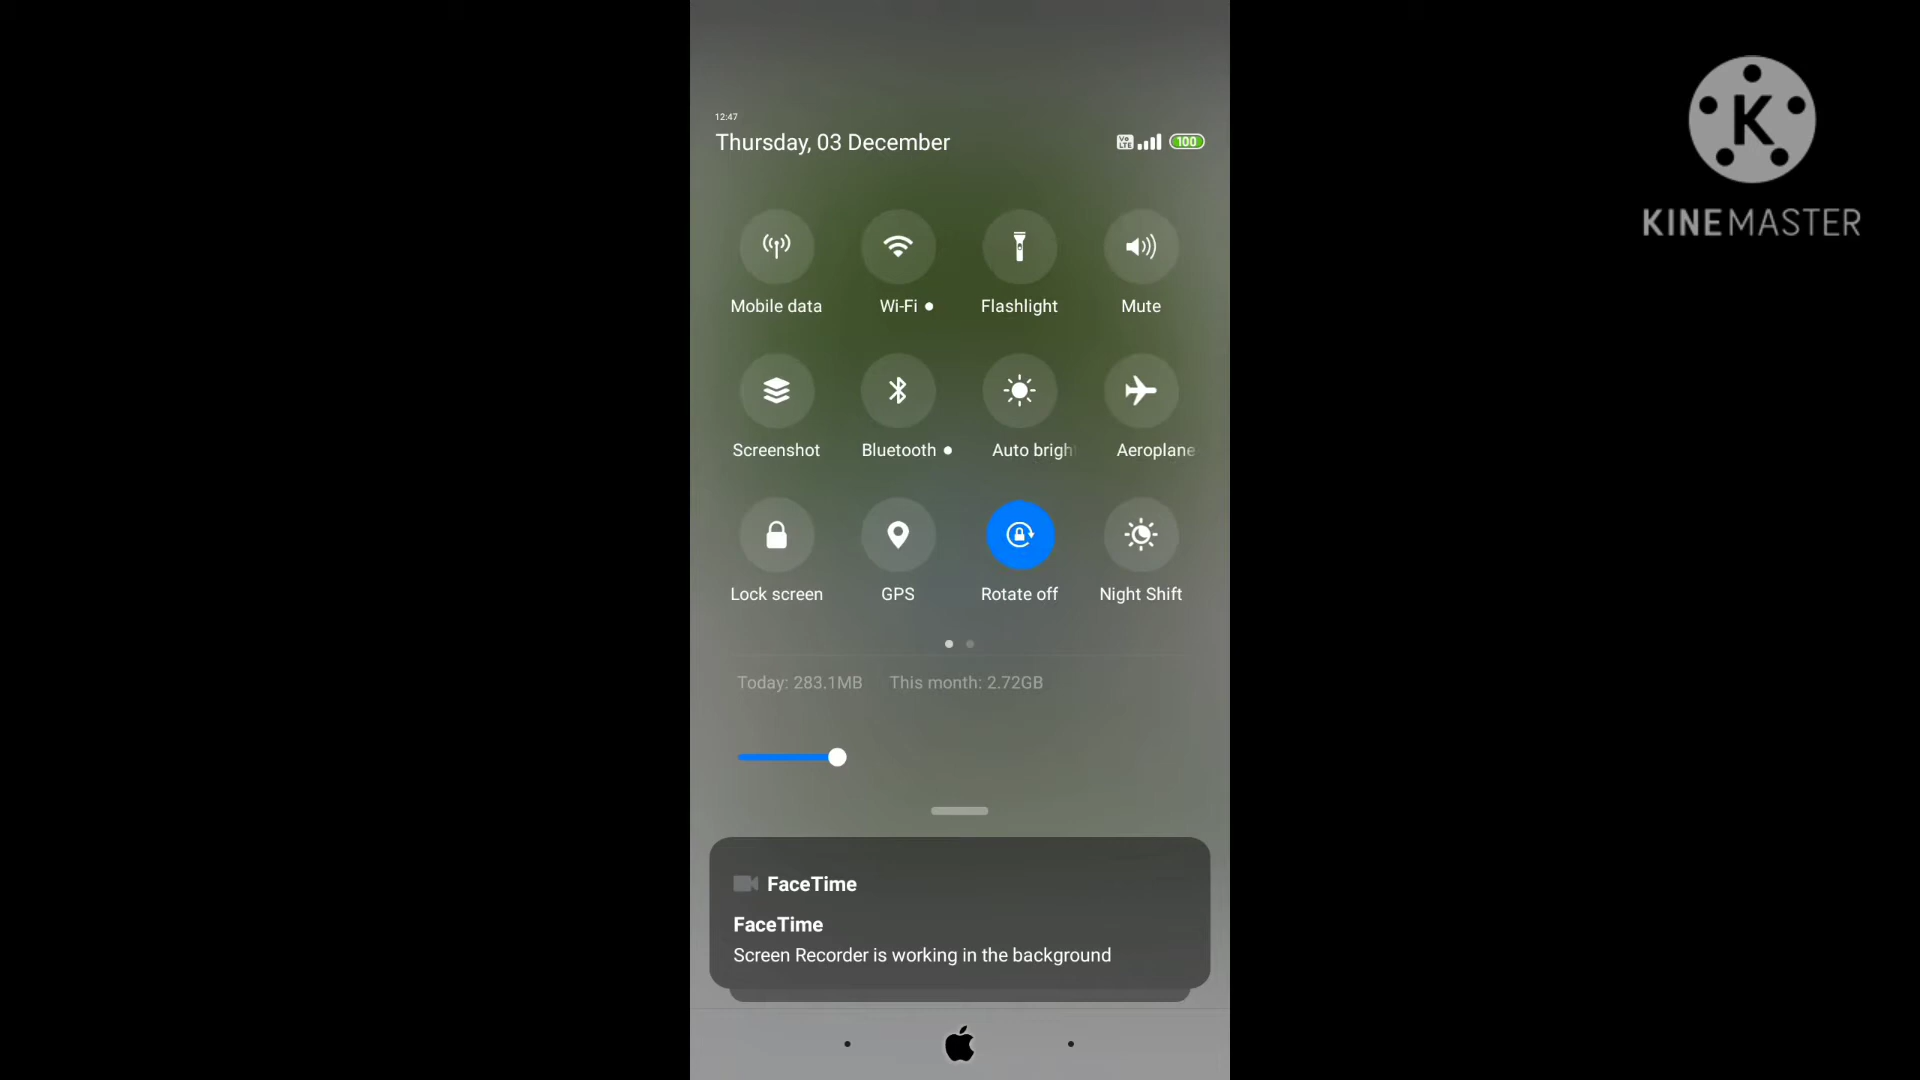 12:47
Thursday, 03 December
Vo LTE
100
K
KINEMASTER
Mobile data
Wi-Fi
Flashlight
Mute
Screenshot
Bluetooth
Auto brigh
Aeroplane
Lock screen
GPS
Rotate off
Night Shift
Today: 283.1MB
This month: 2.72GB
FaceTime
FaceTime
Screen Recorder is working in the background